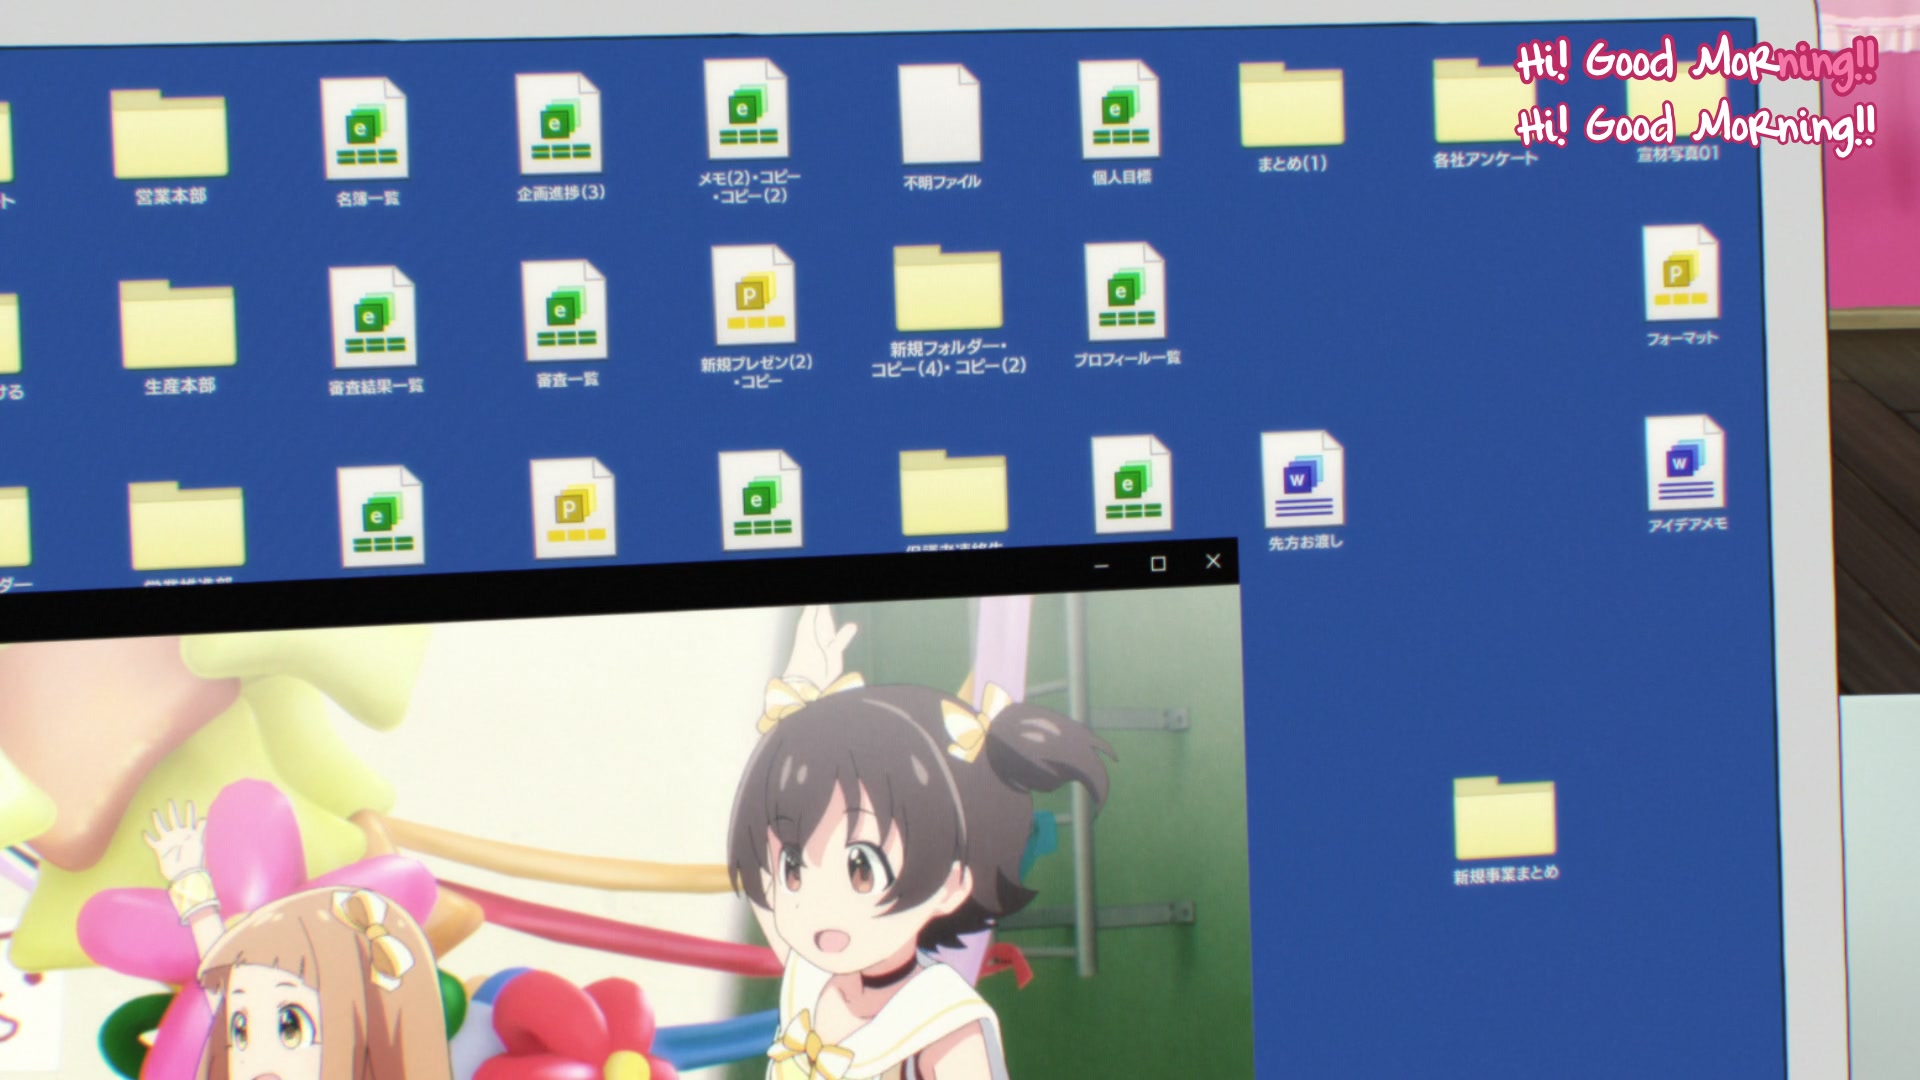 Hi! Good MoRning!!
Hi! Good MoRning!!
ト
営業本部
名簿一覧
企画進捗(3)
メモ(2)・コピー
・コピー(2)
不明ファイル
個人目標
まとめ(1)
各社アンケート
宣材写真01
ける
生産本部
審査結果一覧
審査一覧
新規プレゼン(2)
・コピー
新規フォルダー・
コピー(4)・コピー(2)
プロフィール一覧
フォーマット
ダー
先方お渡し
アイデアメモ
新規事業まとめ